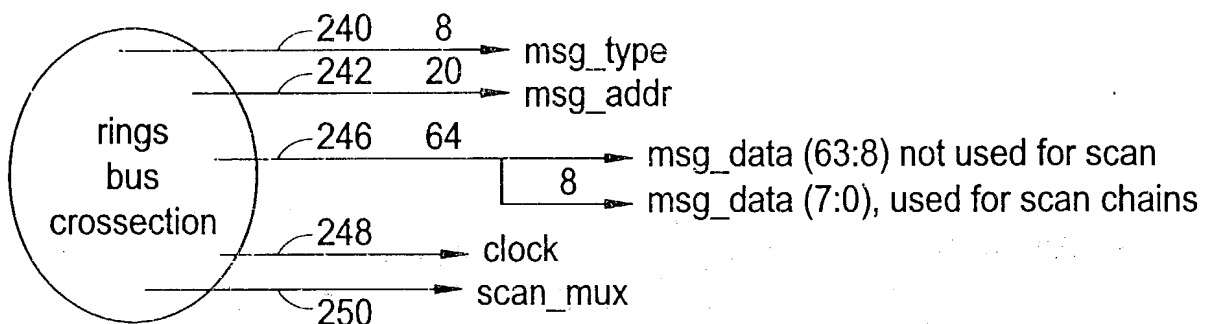 240 8
msg_type
242 20
msg_addr
rings
bus
crossection
246 64
msg_data (63:8) not used for scan
8
msg_data (7:0), used for scan chains
248
clock
scan_mux
250